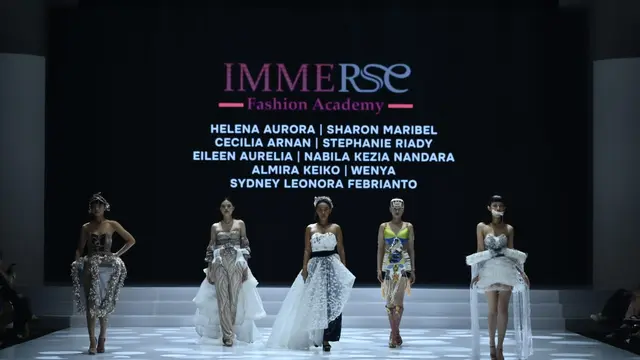 IMMERSE
Fashion Academy
HELENA AURORA | SHARON MARIBEL
CECILIA ARNAN | STEPHANIE RIADY
EILEEN AURELIA | NABILA KEZIA NANDARA
ALMIRA KEIKO | WENYA
SYDNEY LEONORA FEBRIANTO